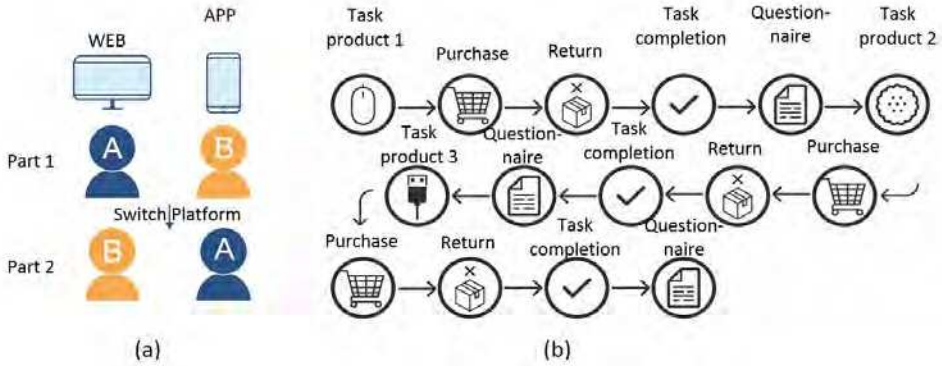 APP
WEB
Part 1
A
B
Switch Platform
Part 2
B
A
(a)
Task
product 1
Purchase
Return
Task
completion
Question-
naire
Task
product 2
Task
product 3
Question-
naire
Task
completion
Return
Purchase
Purchase
Return
Task
completion
Question-
naire
(b)